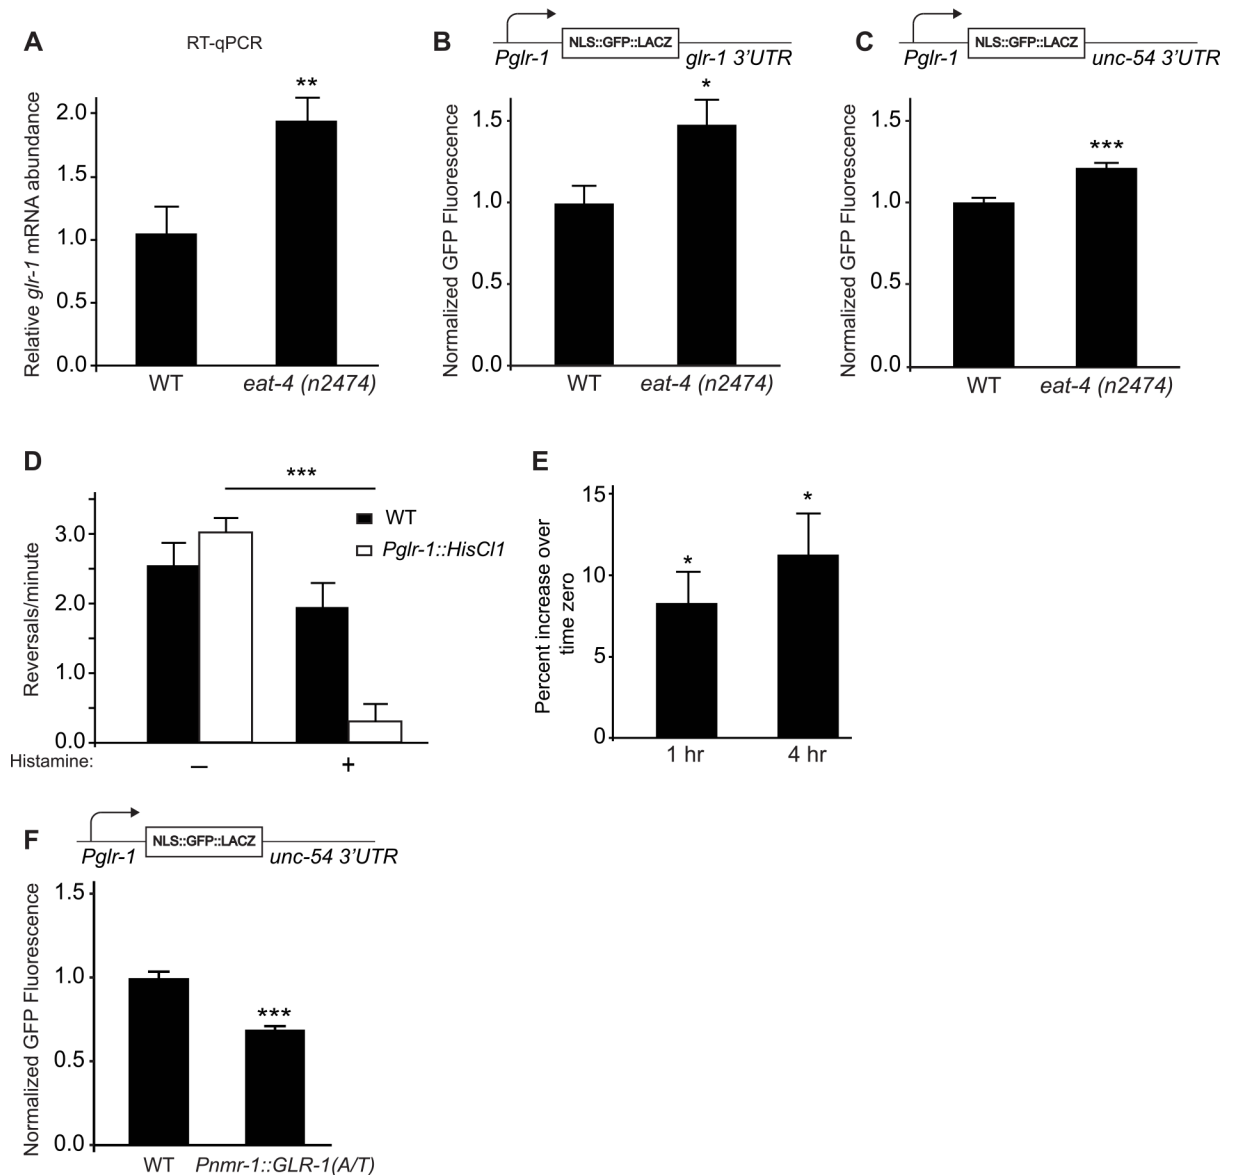 A
RT-qPCR
Relative glr-1 mRNA abundance
2.0
1.5
1.0
0.5
0.0
**
WT
eat-4 (n2474)
B
NLS::GFP::LACZ
Pglr-1
glr-1 3’UTR
Normalized GFP Fluorescence
1.5
1.0
0.5
0.0
*
WT
eat-4 (n2474)
C
NLS::GFP::LACZ
Pglr-1
unc-54 3’UTR
Normalized GFP Fluorescence
1.5
1.0
0.5
0.0
***
WT
eat-4 (n2474)
D
***
WT
Pglr-1::HisCl1
Reversals/minute
3.0
2.0
1.0
0.0
Histamine:
–
+
E
Percent increase over
time zero
15
10
5
0
*
*
1 hr
4 hr
F
NLS::GFP::LACZ
Pglr-1
unc-54 3’UTR
Normalized GFP Fluorescence
1.5
1.0
0.5
0.0
***
WT
Pnmr-1::GLR-1(A/T)